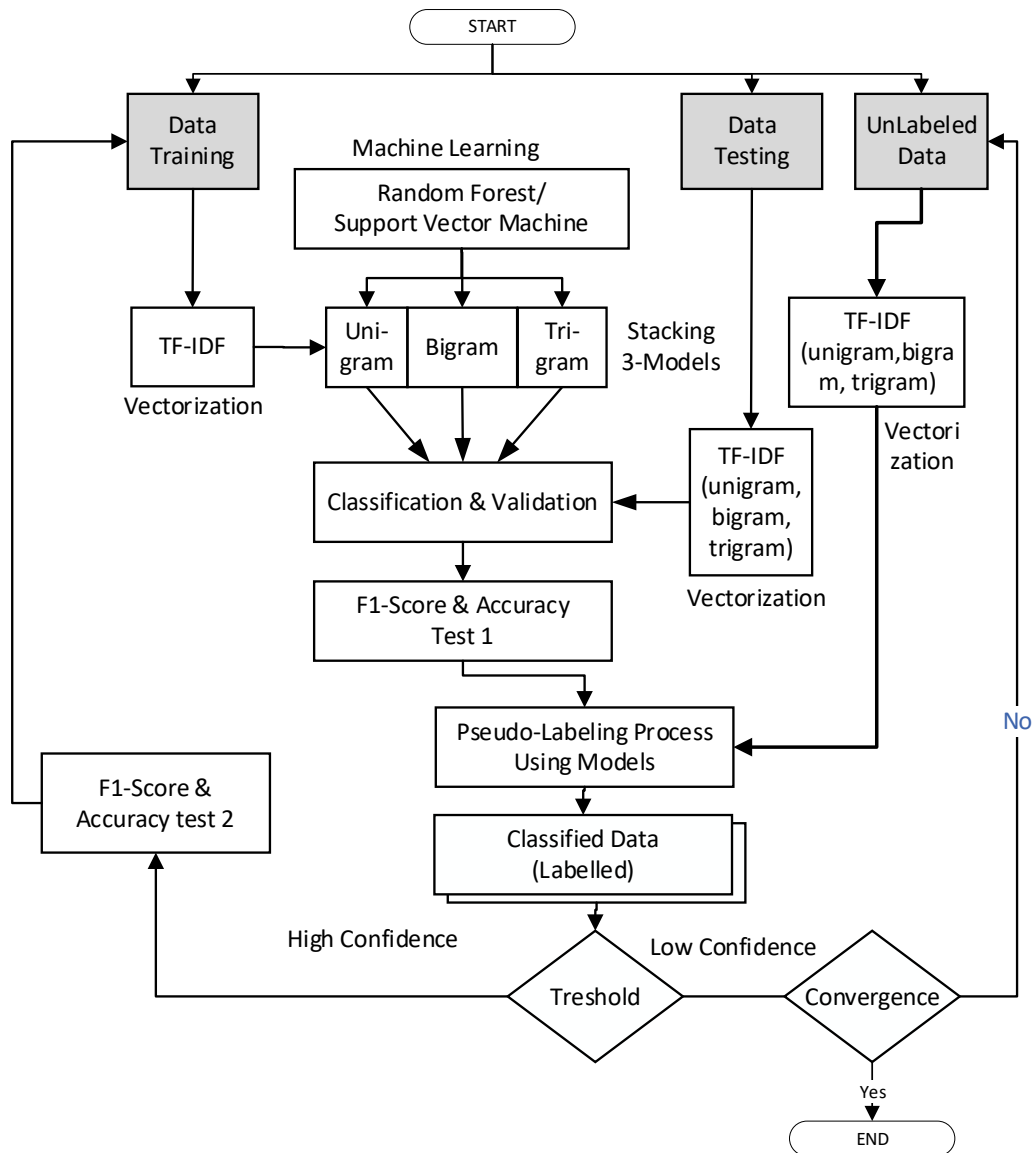 START
Data
Training
Data
Testing
UnLabeled
Data
Machine Learning
Random Forest/
Support Vector Machine
TF-IDF
Vectorization
Uni-
gram
Bigram
Tri-
gram
Stacking
3-Models
TF-IDF
(unigram,bigra
m, trigram)
Vectori
zation
Classification & Validation
TF-IDF
(unigram,
bigram,
trigram)
Vectorization
F1-Score & Accuracy
Test 1
Pseudo-Labeling Process
Using Models
No
F1-Score &
Accuracy test 2
Classified Data
(Labelled)
High Confidence
Low Confidence
Treshold
Convergence
Yes
END